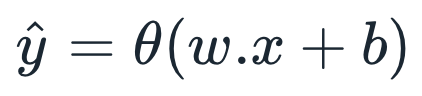 ŷ = θ(w.x + b)